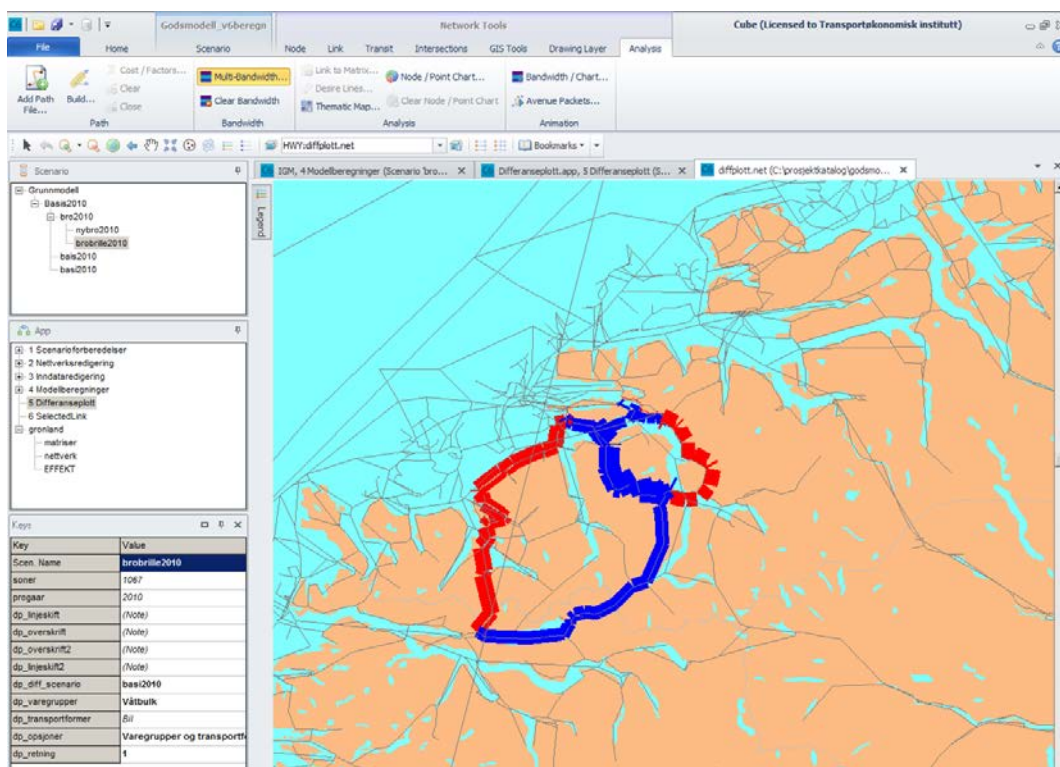 Godsmodell_v6beregn
Network Tools
Cube (Licensed to Transportøkonomisk institutt)
File
Home
Scenario
Node
Link
Transit
Intersections
GIS Tools
Drawing Layer
Analysis
Add Path File...
Build...
Cost / Factors...
Clear
Close
Path
Multi-Bandwidth...
Clear Bandwidth
Bandwidth
Link to Matrix...
Desire Lines...
Thematic Map...
Node / Point Chart...
Clear Node / Point Chart
Analysis
Bandwidth / Chart...
Avenue Packets...
Animation
HWY:diffplott.net
Bookmarks
Scenario
IGM, 4 Modellberegninger (Scenario 'bro...
Differanseplott.app, 5 Differanseplott (S...
diffplott.net (C:\prosjektkatalog\godsmo...
Legend
Grunnmodell
Basis2010
bro2010
nybro2010
brobrille2010
bais2010
basi2010
App
1 Scenarioforberedelser
2 Nettverksredigering
3 Inndataredigering
4 Modellberegninger
5 Differanseplott
6 SelectedLink
gronland
matriser
nettverk
EFFEKT
Keys
Key Value
Scen. Name brobrille2010
soner 1067
progaar 2010
dp_linjeskift (Note)
dp_overskrift (Note)
dp_overskrift2 (Note)
dp_linjeskift2 (Note)
dp_diff_scenario basi2010
dp_varegrupper Våtbulk
dp_transportformer Bil
dp_opsjoner Varegrupper og transportf
dp_retning 1